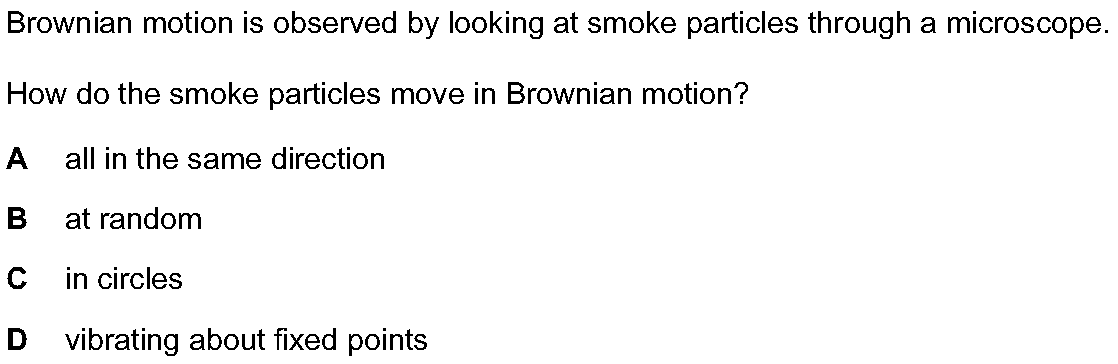 Brownian motion is observed by looking at smoke particles through a microscope.
How do the smoke particles move in Brownian motion?
A all in the same direction
B at random
C in circles
D vibrating about fixed points